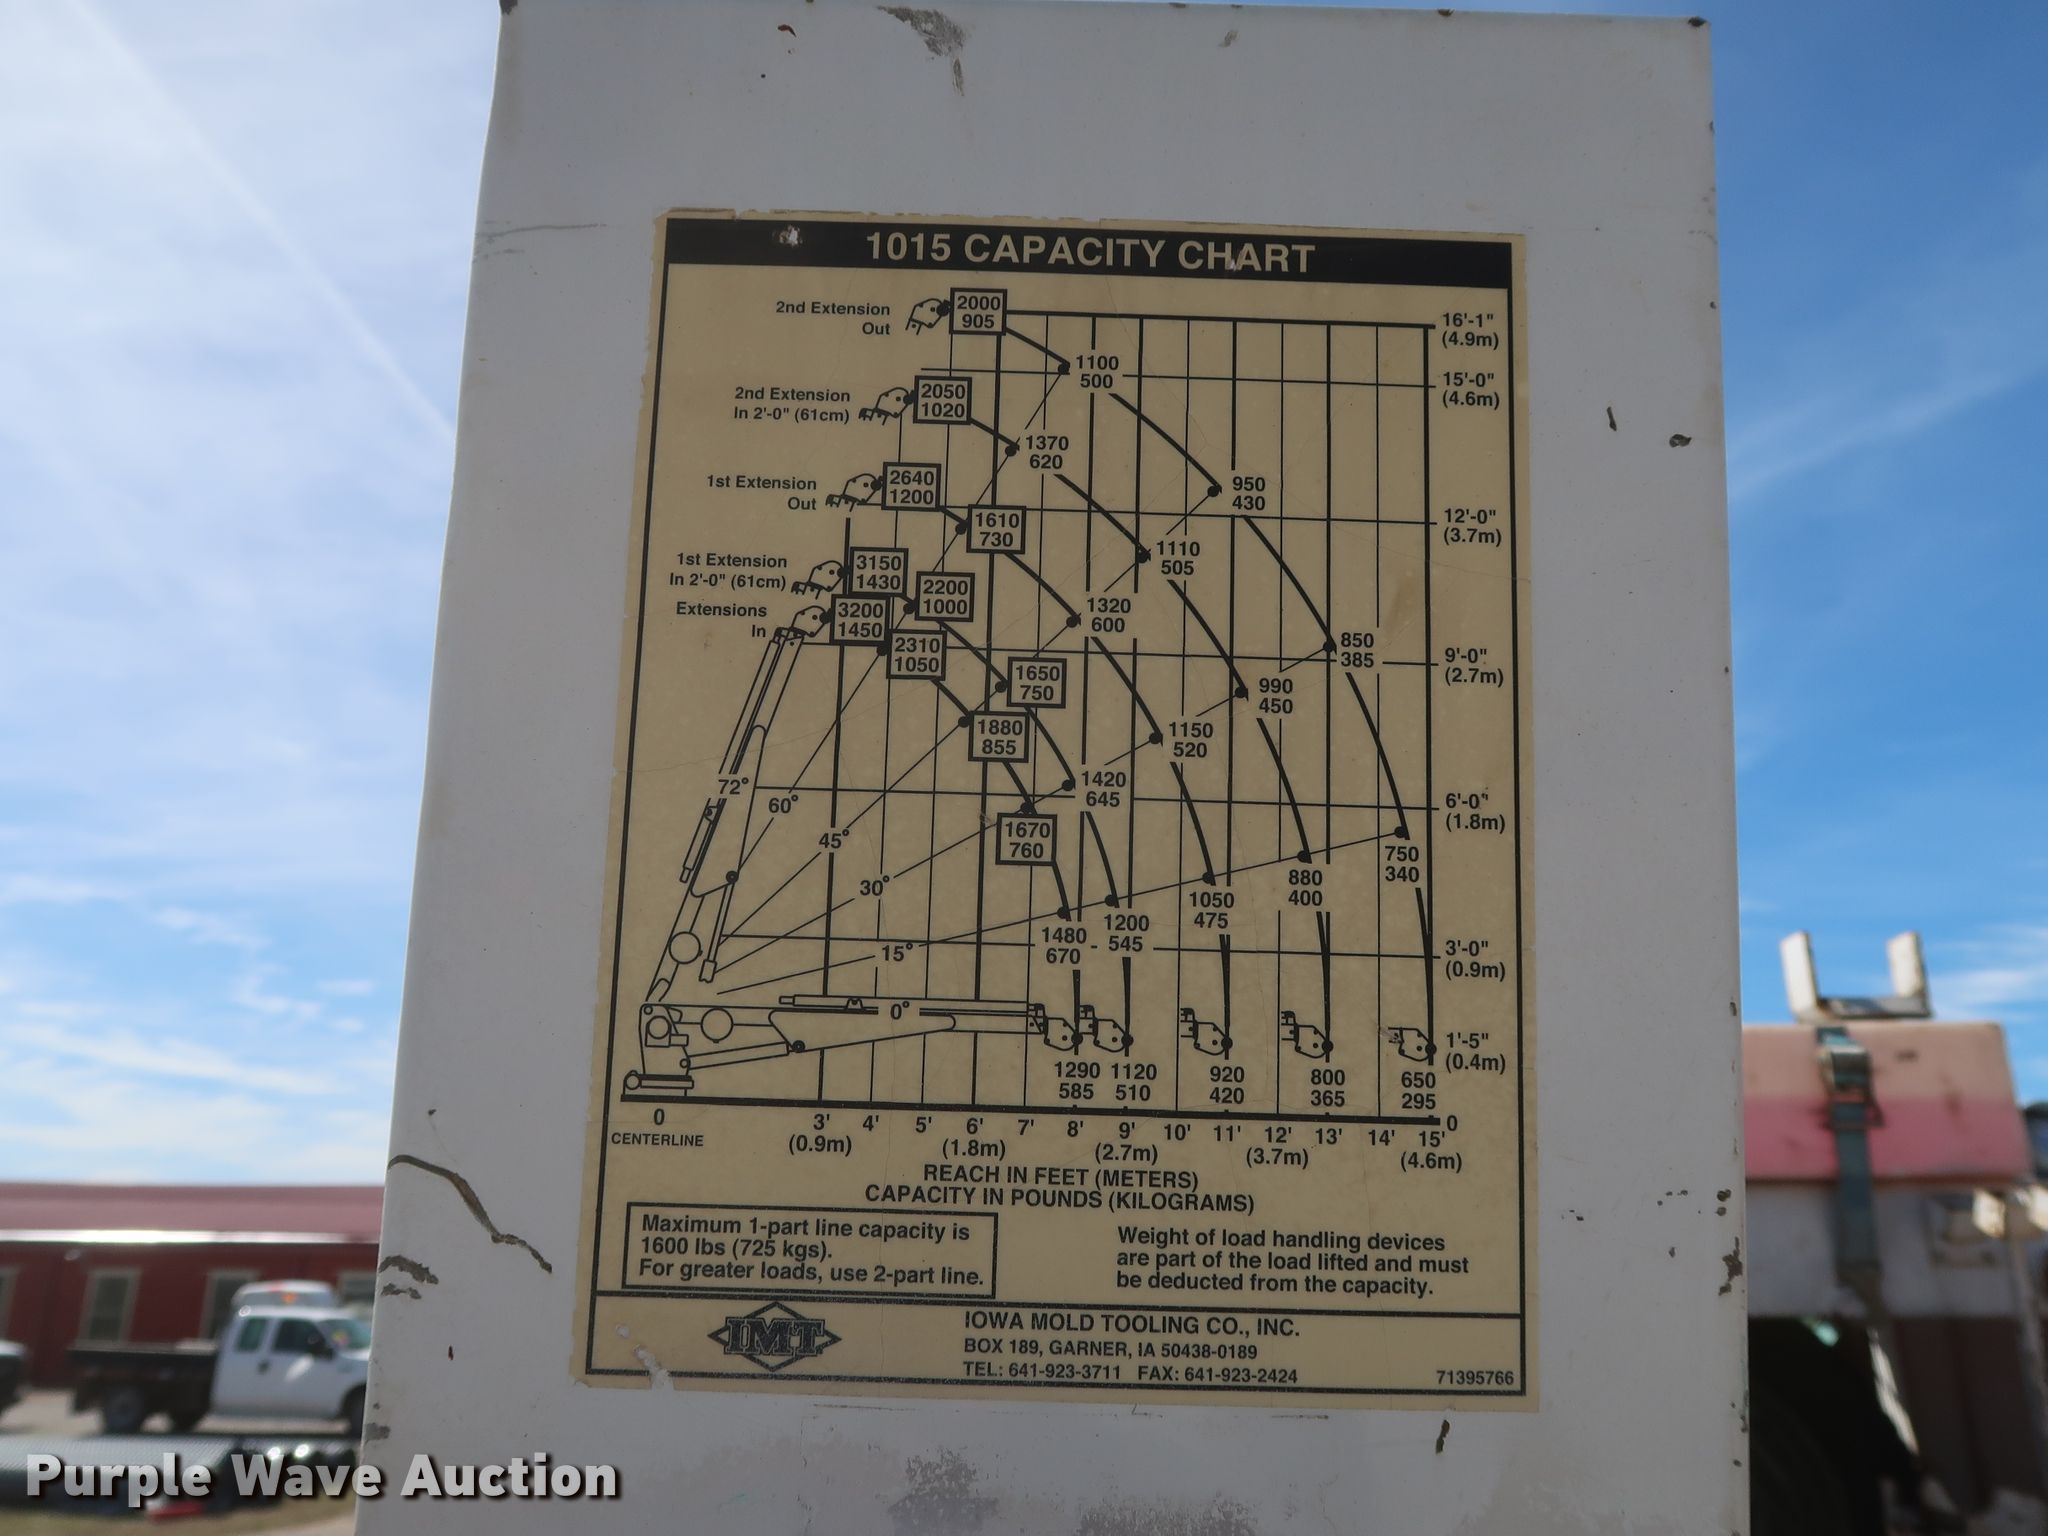 1015 CAPACITY CHART
2nd Extension
Out
2000
905
16'-1"
(4.9m)
1100
500
15'-0"
(4.6m)
2nd Extension
In 2'-0" (61cm)
2050
1020
1370
620
1st Extension
Out
2640
1200
950
430
12'-0"
(3.7m)
1610
730
1110
505
1st Extension
In 2'-0" (61cm)
3150
1430
2200
1000
1320
600
Extensions
In
3200
1450
2310
1050
850
385
9'-0"
(2.7m)
1650
750
990
450
1880
855
1150
520
1420
645
72°
60°
45°
30°
15°
0°
6'-0"
(1.8m)
1670
760
750
340
880
400
1050
475
1200
545
1480
670
3'-0"
(0.9m)
1'-5"
(0.4m)
1290
585
1120
510
920
420
800
365
650
295
0
0 3' 4' 5' 6' 7' 8' 9' 10' 11' 12' 13' 14' 15'
CENTERLINE (0.9m) (1.8m) (2.7m) (3.7m) (4.6m)
REACH IN FEET (METERS)
CAPACITY IN POUNDS (KILOGRAMS)
Maximum 1-part line capacity is
1600 lbs (725 kgs).
For greater loads, use 2-part line.
Weight of load handling devices
are part of the load lifted and must
be deducted from the capacity.
IMT
IOWA MOLD TOOLING CO., INC.
BOX 189, GARNER, IA 50438-0189
TEL: 641-923-3711 FAX: 641-923-2424
71395766
Purple Wave Auction